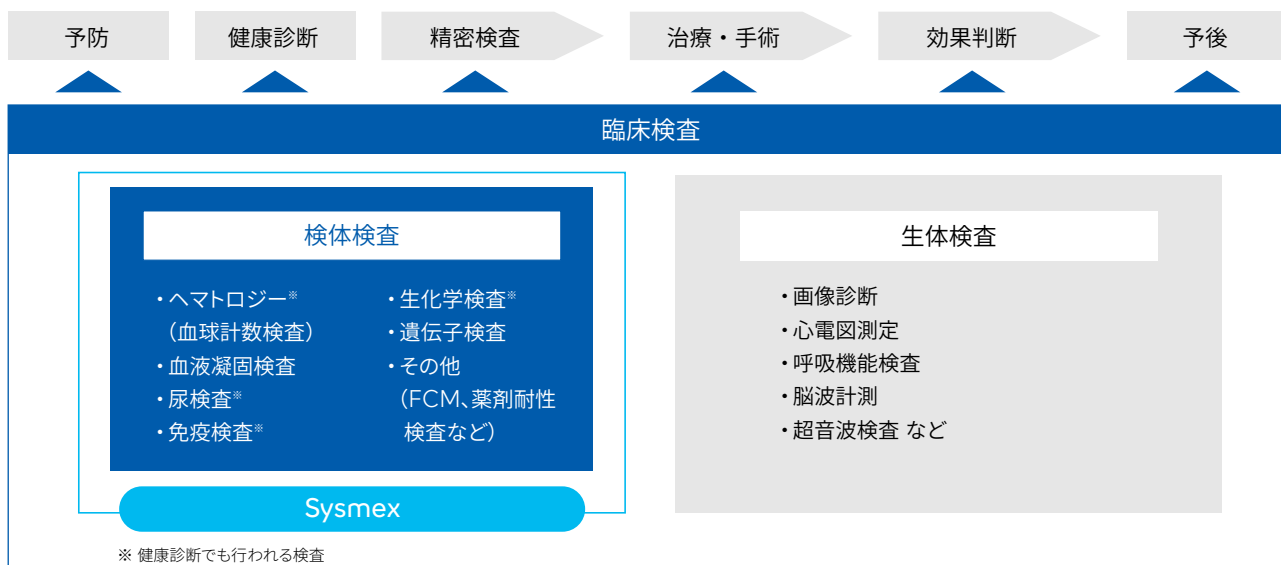 予防
健康診断
精密検査
治療・手術
効果判断
予後
臨床検査
検体検査
・ヘマトロジー※
（血球計数検査）
・血液凝固検査
・尿検査※
・免疫検査※
・生化学検査※
・遺伝子検査
・その他
（FCM、薬剤耐性
検査など）
Sysmex
※ 健康診断でも行われる検査
生体検査
・画像診断
・心電図測定
・呼吸機能検査
・脳波計測
・超音波検査 など